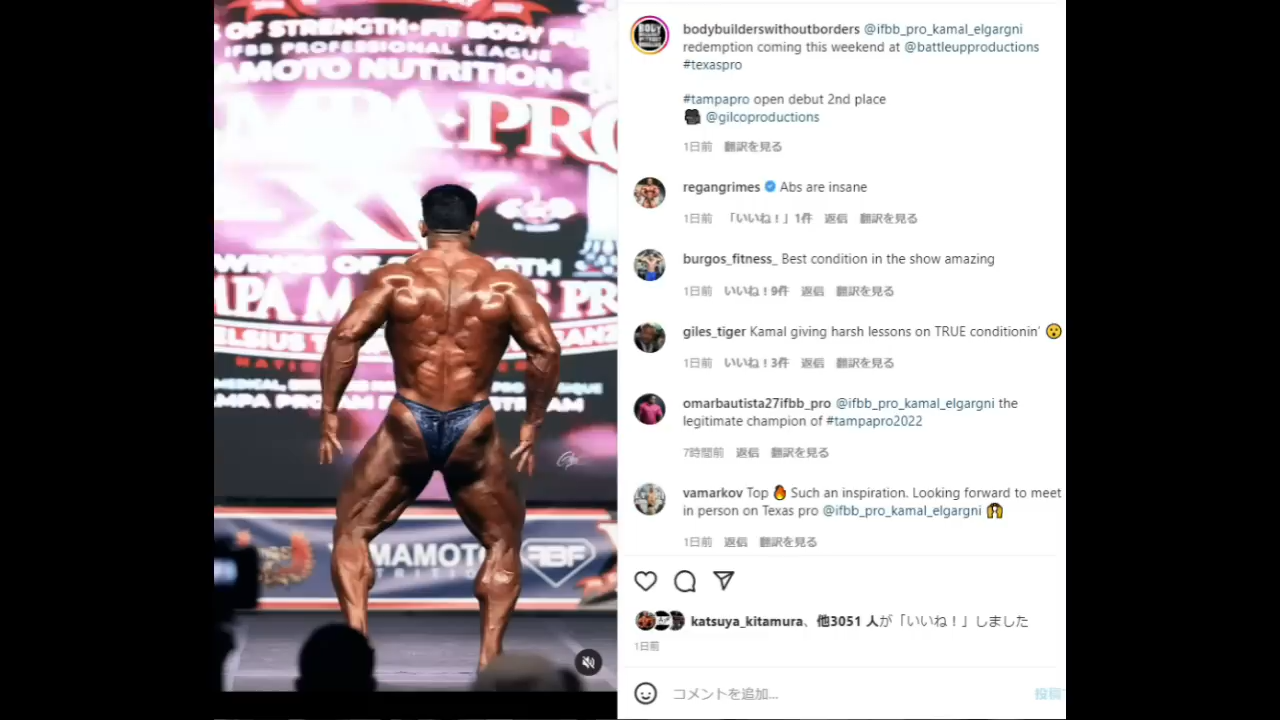 OF STRENGTH•FIT BODY FU
IFBB PROFESSIONAL LEAGUE
AMOTO NUTRITION
MPA PRO
WINGS OF STRENGTH
MPA
PR
YAMAMOTO
bodybuilderswithoutborders @ifbb_pro_kamal_elgargni
redemption coming this weekend at @battleupproductions
#texaspro
#tampapro open debut 2nd place
@gilcoproductions
1日前 翻訳を見る
regangrimes Abs are insane
1日前 「いいね！」1件 返信 翻訳を見る
burgos_fitness_ Best condition in the show amazing
1日前 いいね！9件 返信 翻訳を見る
giles_tiger Kamal giving harsh lessons on TRUE conditionin' 😮
1日前 いいね！3件 返信 翻訳を見る
omarbautista27ifbb_pro @ifbb_pro_kamal_elgargni the
legitimate champion of #tampapro2022
7時間前 返信 翻訳を見る
vamarkov Top 🔥 Such an inspiration. Looking forward to meet
in person on Texas pro @ifbb_pro_kamal_elgargni 🙌
1日前 返信 翻訳を見る
katsuya_kitamura、他3051 人が「いいね！」しました
1日前
コメントを追加...
投稿